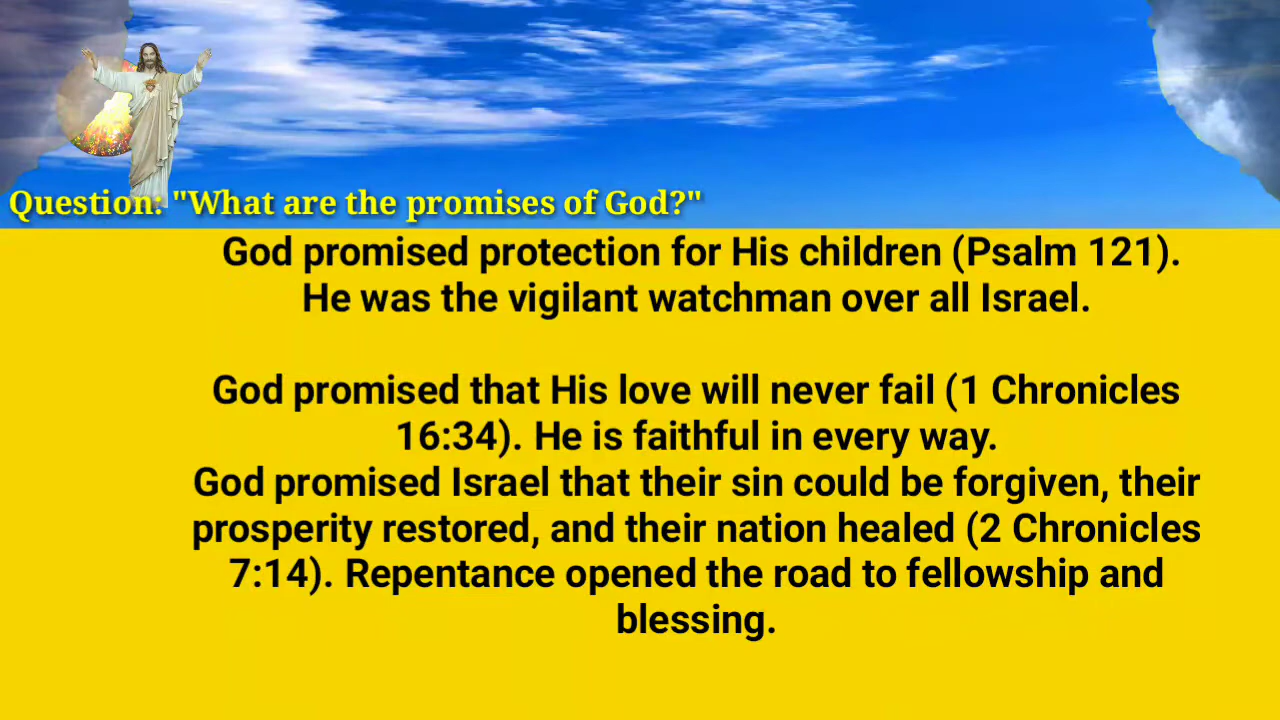 Question: "What are the promises of God?"
God promised protection for His children (Psalm 121).
He was the vigilant watchman over all Israel.
God promised that His love will never fail (1 Chronicles
16:34). He is faithful in every way.
God promised Israel that their sin could be forgiven, their
prosperity restored, and their nation healed (2 Chronicles
7:14). Repentance opened the road to fellowship and
blessing.